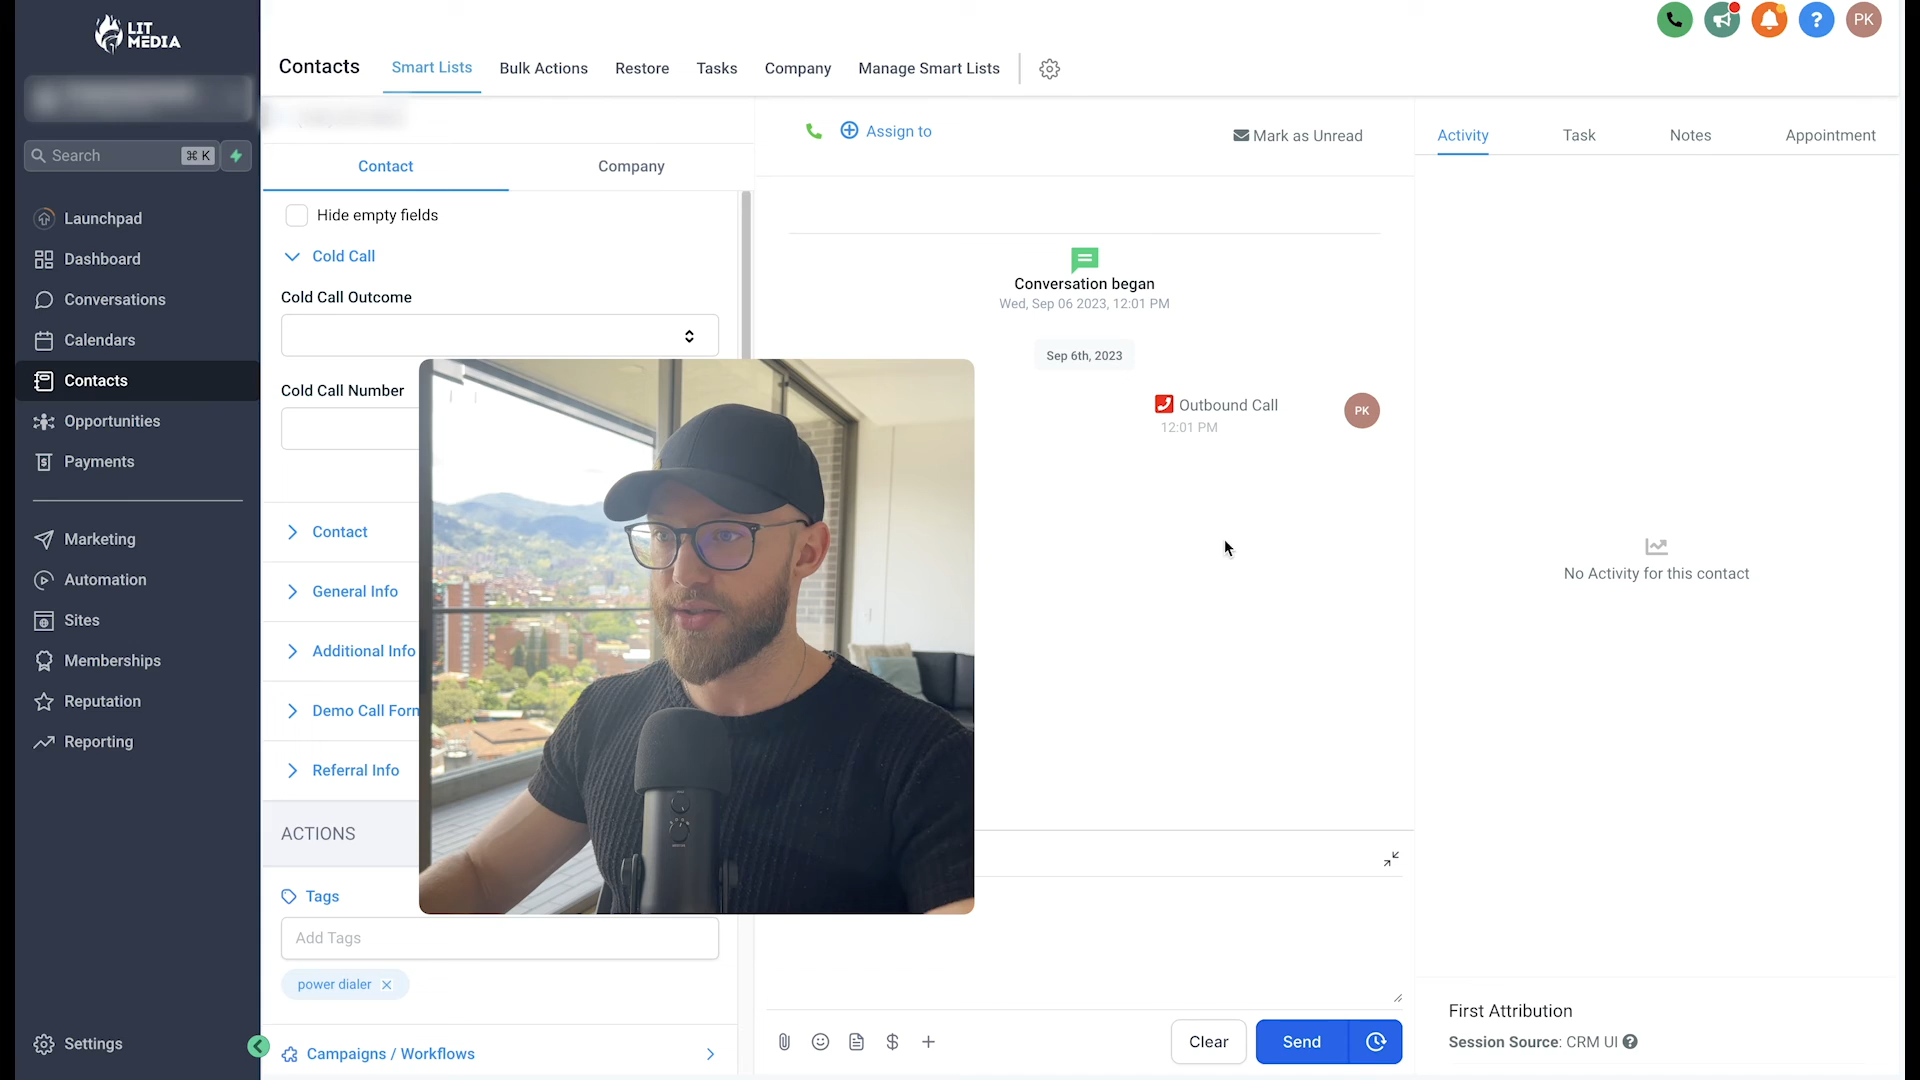 LIT
MEDIA
Search
⌘ K
Launchpad
Dashboard
Conversations
Calendars
Contacts
Opportunities
Payments
Marketing
Automation
Sites
Memberships
Reputation
Reporting
Settings
Contacts
Smart Lists
Bulk Actions
Restore
Tasks
Company
Manage Smart Lists
PK
Contact
Company
Hide empty fields
Cold Call
Cold Call Outcome
Cold Call Number
Contact
General Info
Additional Info
Demo Call Form
Referral Info
ACTIONS
Tags
Add Tags
power dialer
Campaigns / Workflows
Assign to
Mark as Unread
Conversation began
Wed, Sep 06 2023, 12:01 PM
Sep 6th, 2023
Outbound Call
12:01 PM
PK
Clear
Send
Activity
Task
Notes
Appointment
No Activity for this contact
First Attribution
Session Source: CRM UI